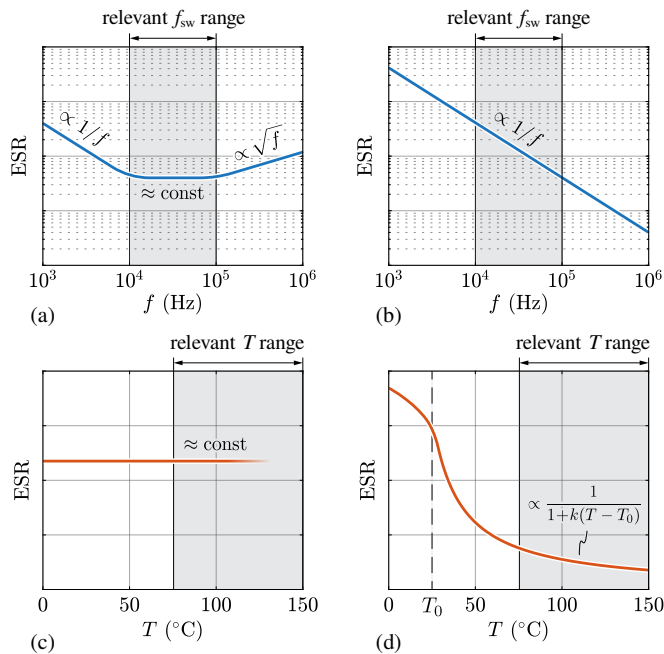 relevant f_sw range
ESR
∝ 1/f
≈ const
∝ √f
10³ 10⁴ 10⁵ 10⁶
f (Hz)
(a)
relevant f_sw range
ESR
∝ 1/f
10³ 10⁴ 10⁵ 10⁶
f (Hz)
(b)
relevant T range
ESR
≈ const
0 50 100 150
T (°C)
(c)
relevant T range
ESR
∝ 1/(1+k(T−T₀))
0 T₀ 50 100 150
T (°C)
(d)